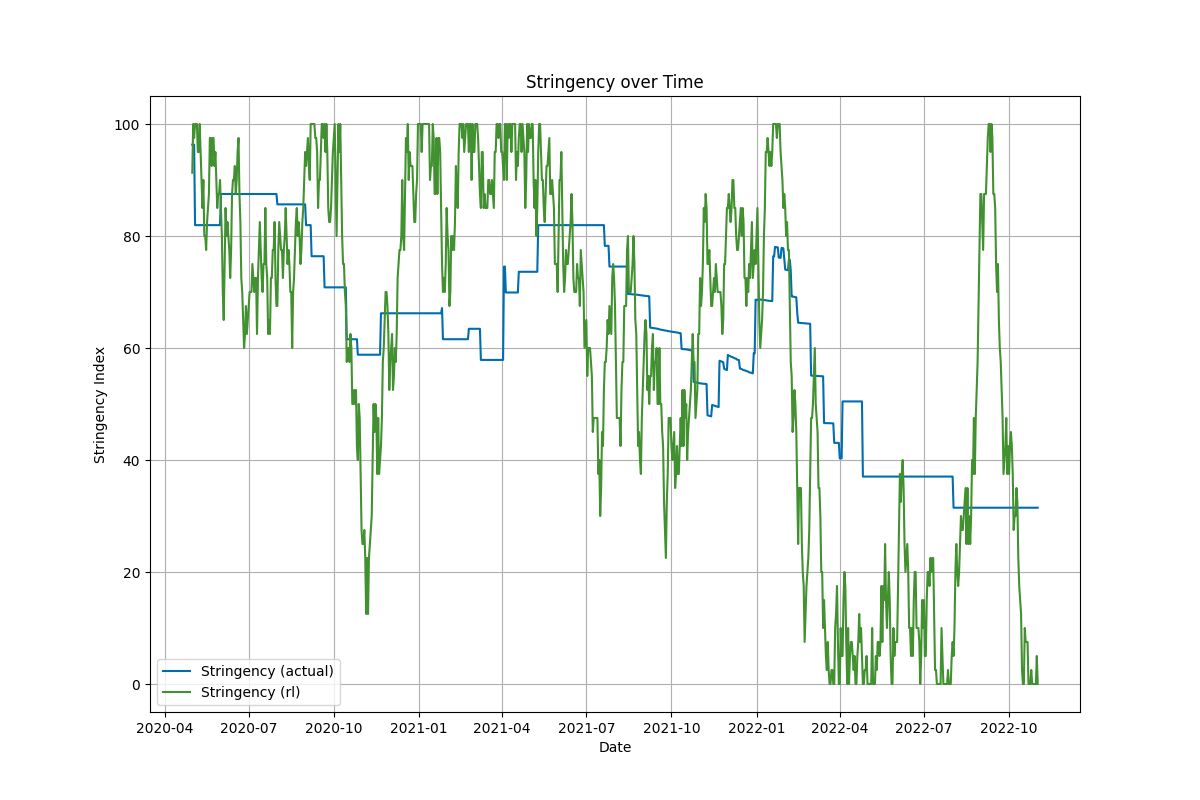 Stringency over Time
100
80
60
40
20
0
Stringency Index
Stringency (actual)
Stringency (rl)
2020-04 2020-07 2020-10 2021-01 2021-04 2021-07 2021-10 2022-01 2022-04 2022-07 2022-10
Date